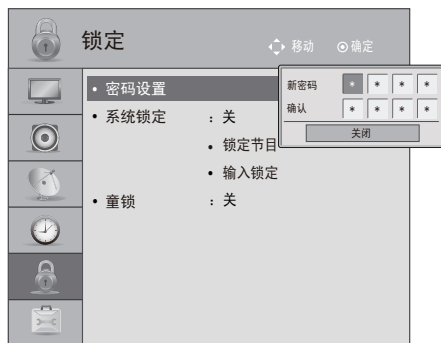 锁定
移动 ⊙确定
• 密码设置
• 系统锁定 : 关
• 锁定节目
• 输入锁定
• 童锁 : 关
新密码 * * * *
确认 * * * *
关闭